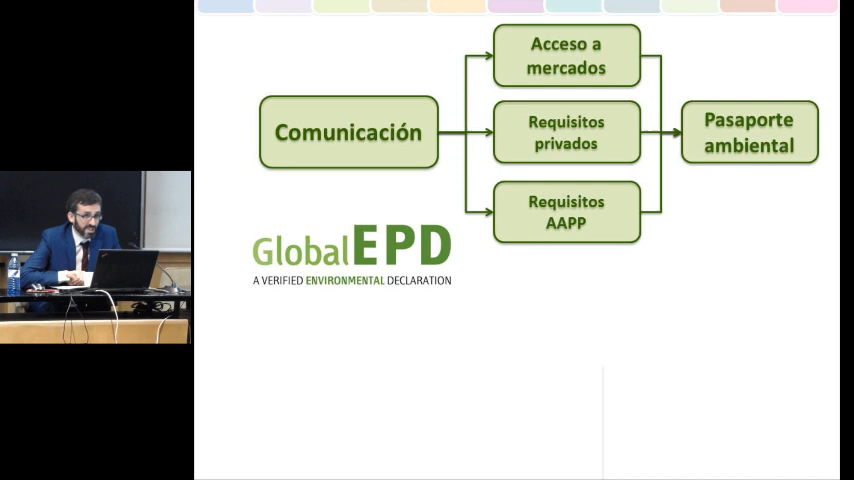 Acceso a
mercados
Comunicación
Requisitos
privados
Pasaporte
ambiental
Requisitos
AAPP
GlobalEPD
A VERIFIED ENVIRONMENTAL DECLARATION